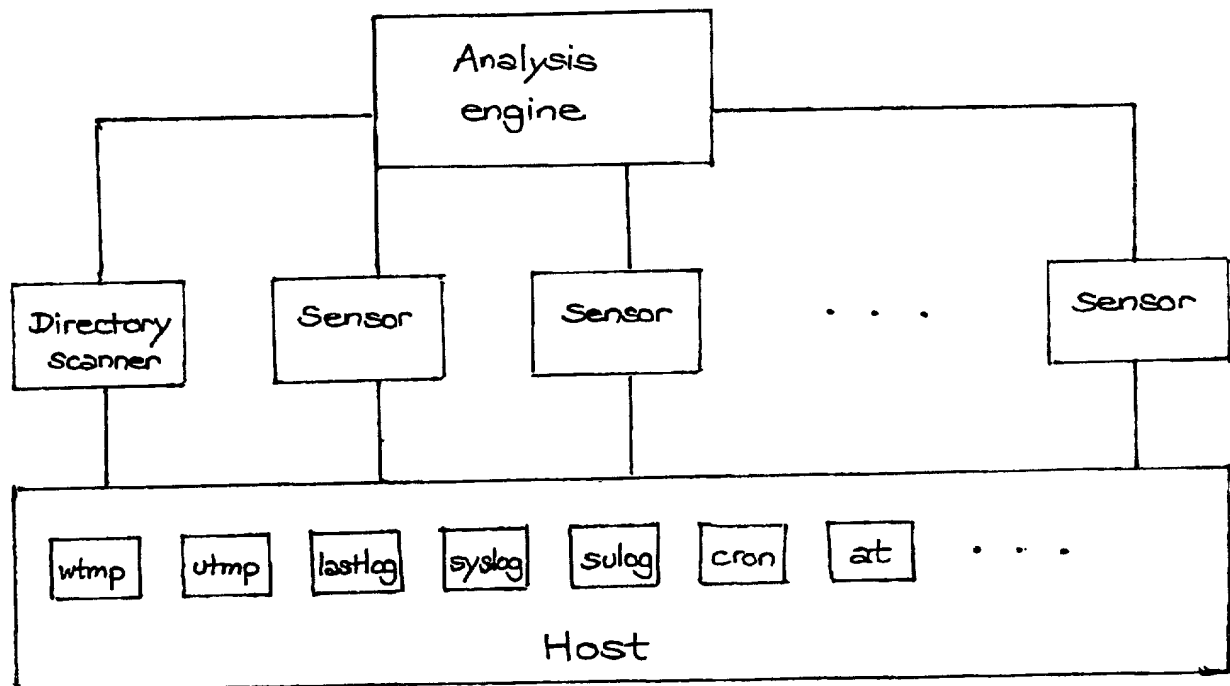 Analysis
engine
Directory
scanner
Sensor
Sensor
. . .
Sensor
wtmp
utmp
lastlog
syslog
sulog
cron
at
. . .
Host